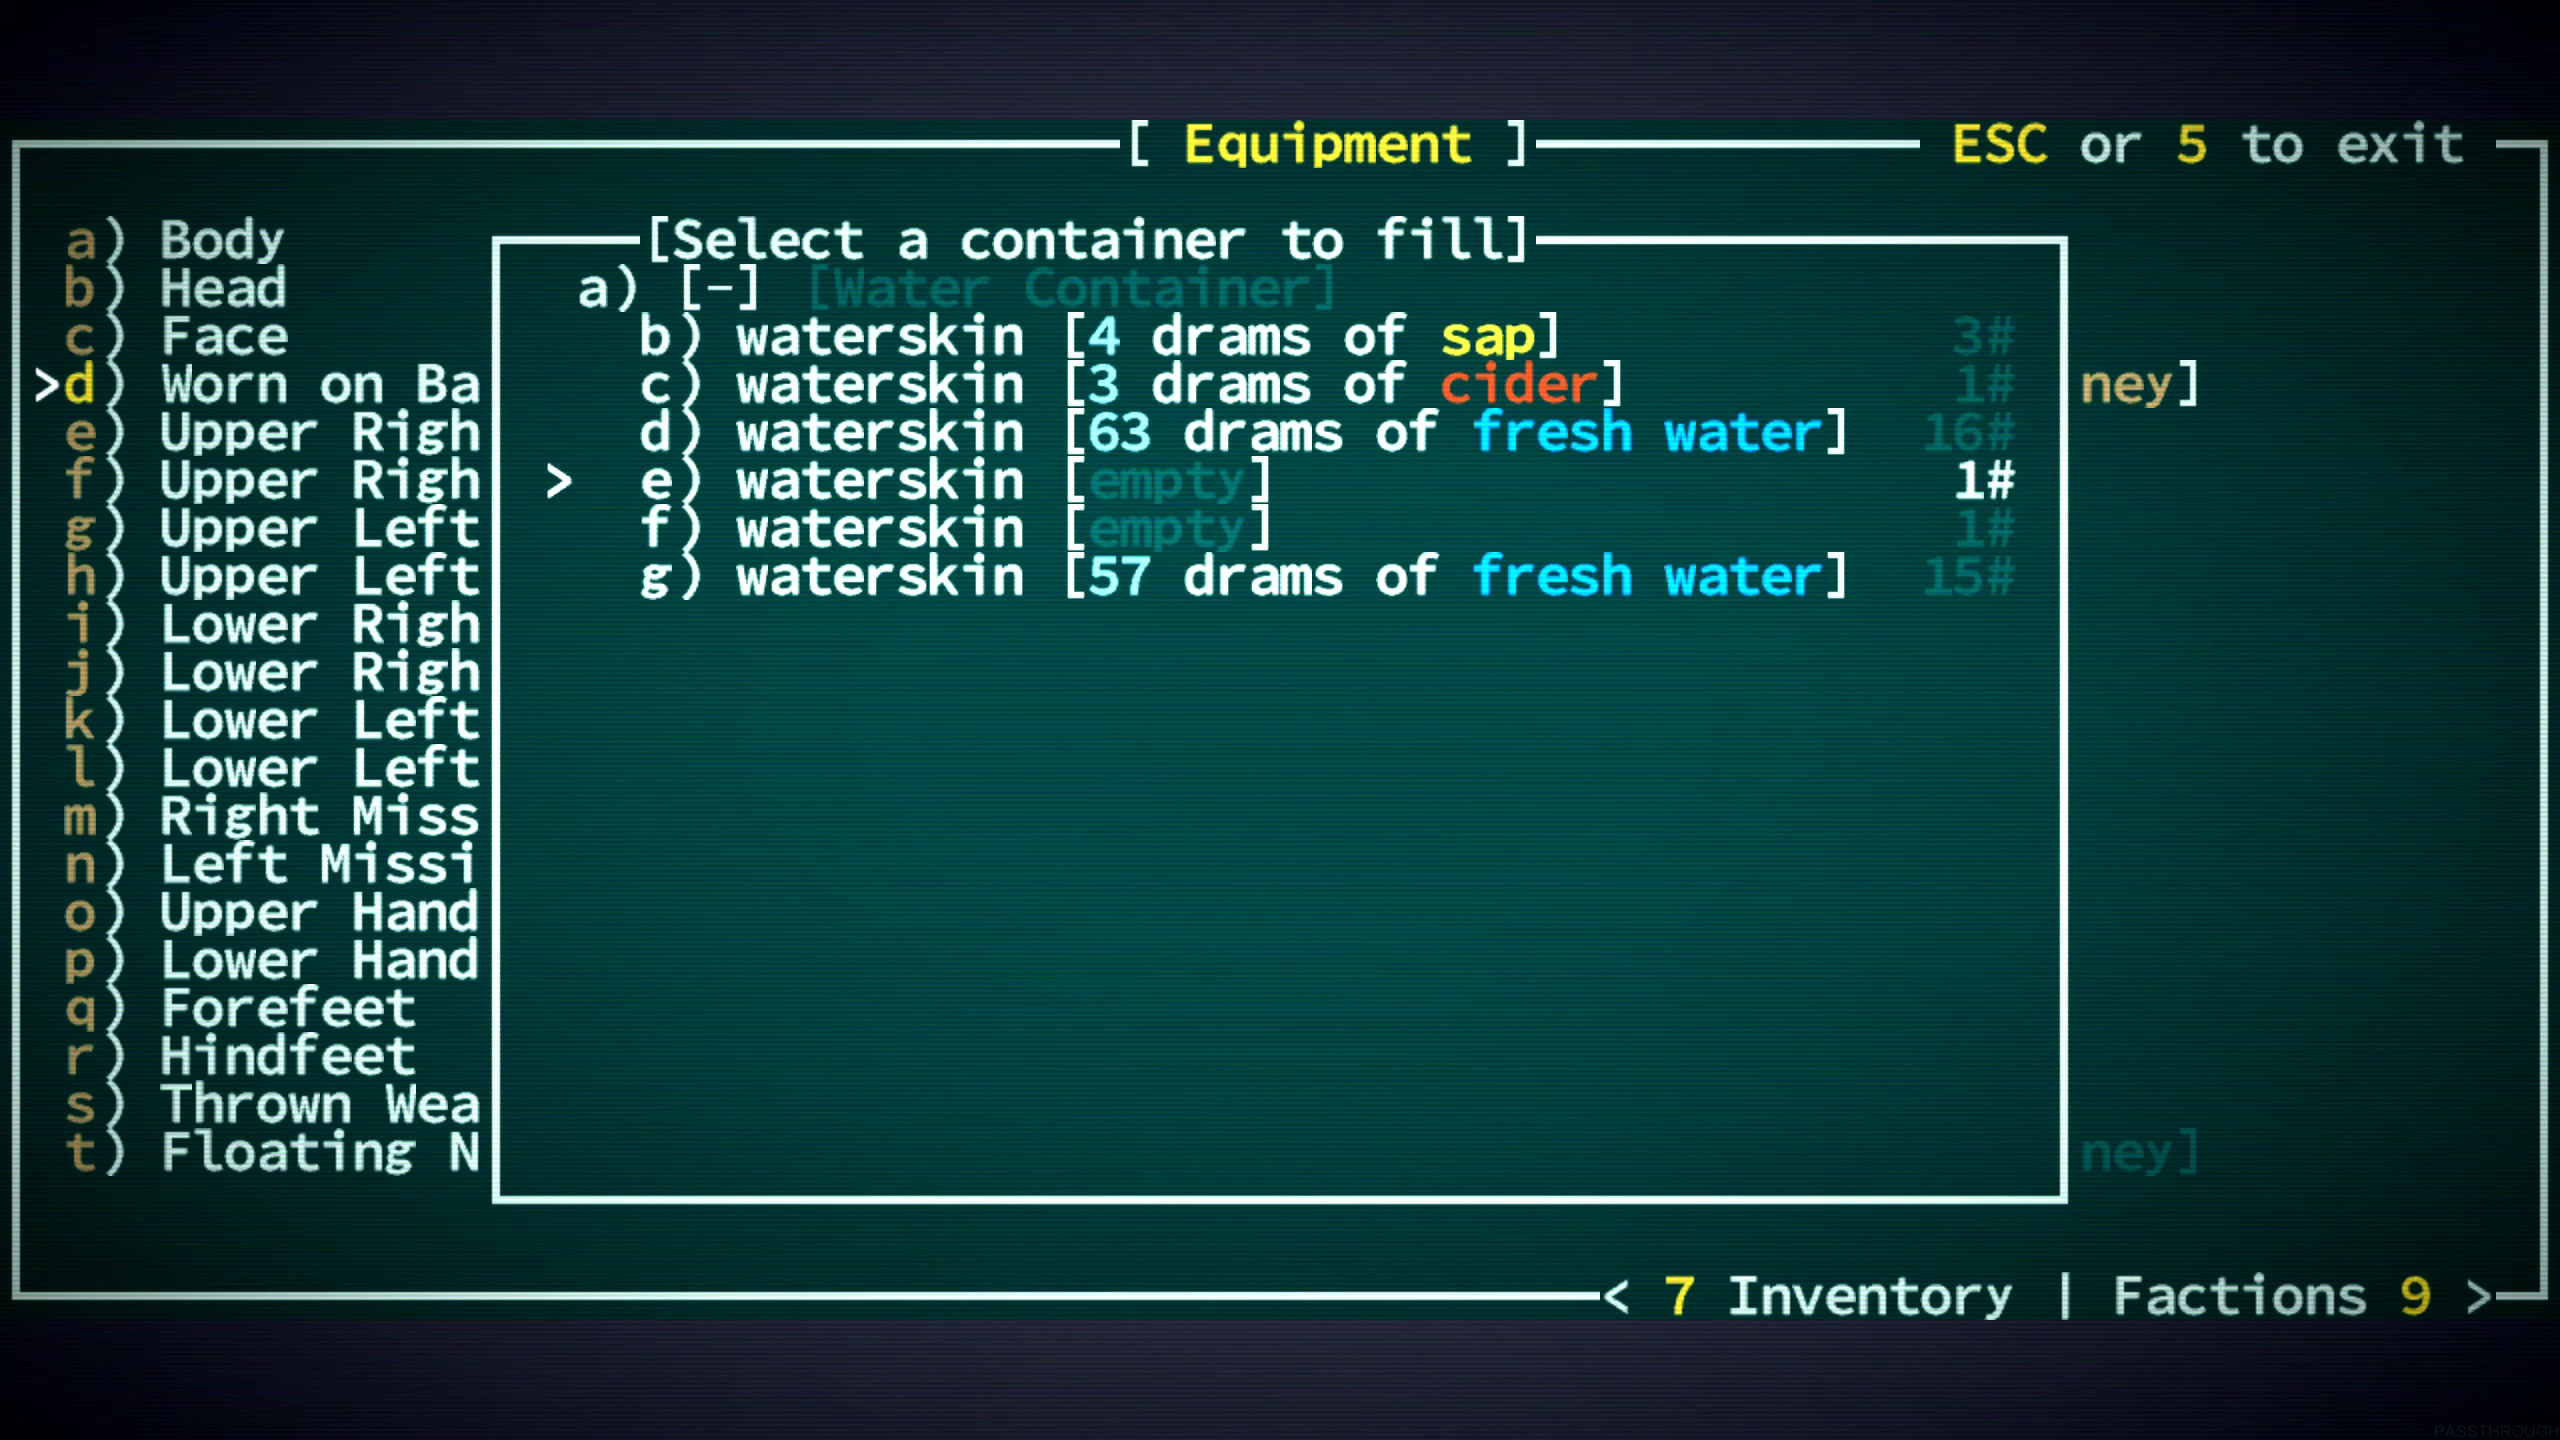 [ Equipment ] ESC or 5 to exit
a) Body [Select a container to fill]
b) Head a) [-] [Water Container]
c) Face b) waterskin [4 drams of sap] 3#
>d) Worn on Ba c) waterskin [3 drams of cider] 1# ney]
e) Upper Righ d) waterskin [63 drams of fresh water] 16#
f) Upper Righ > e) waterskin [empty] 1#
g) Upper Left f) waterskin [empty] 1#
h) Upper Left g) waterskin [57 drams of fresh water] 15#
i) Lower Righ
j) Lower Righ
k) Lower Left
l) Lower Left
m) Right Miss
n) Left Missi
o) Upper Hand
p) Lower Hand
q) Forefeet
r) Hindfeet
s) Thrown Wea
t) Floating N ney]
< 7 Inventory | Factions 9 >
PASSTHROUGH